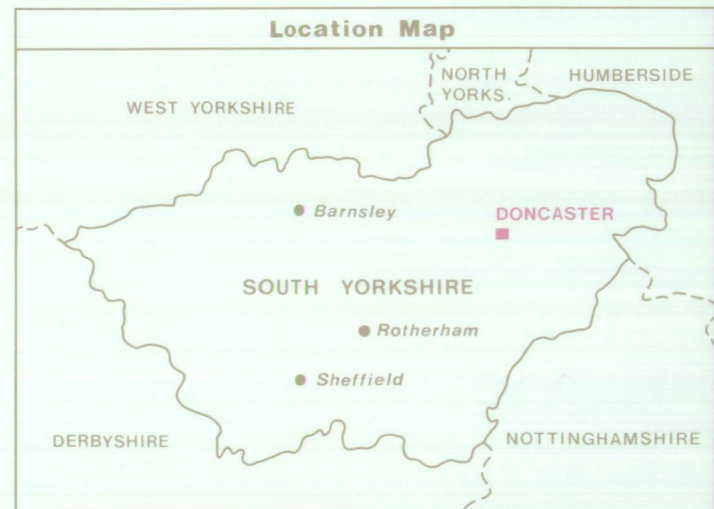 Location Map
NORTH
YORKS.
HUMBERSIDE
WEST YORKSHIRE
Barnsley
DONCASTER
SOUTH YORKSHIRE
Rotherham
Sheffield
DERBYSHIRE
NOTTINGHAMSHIRE